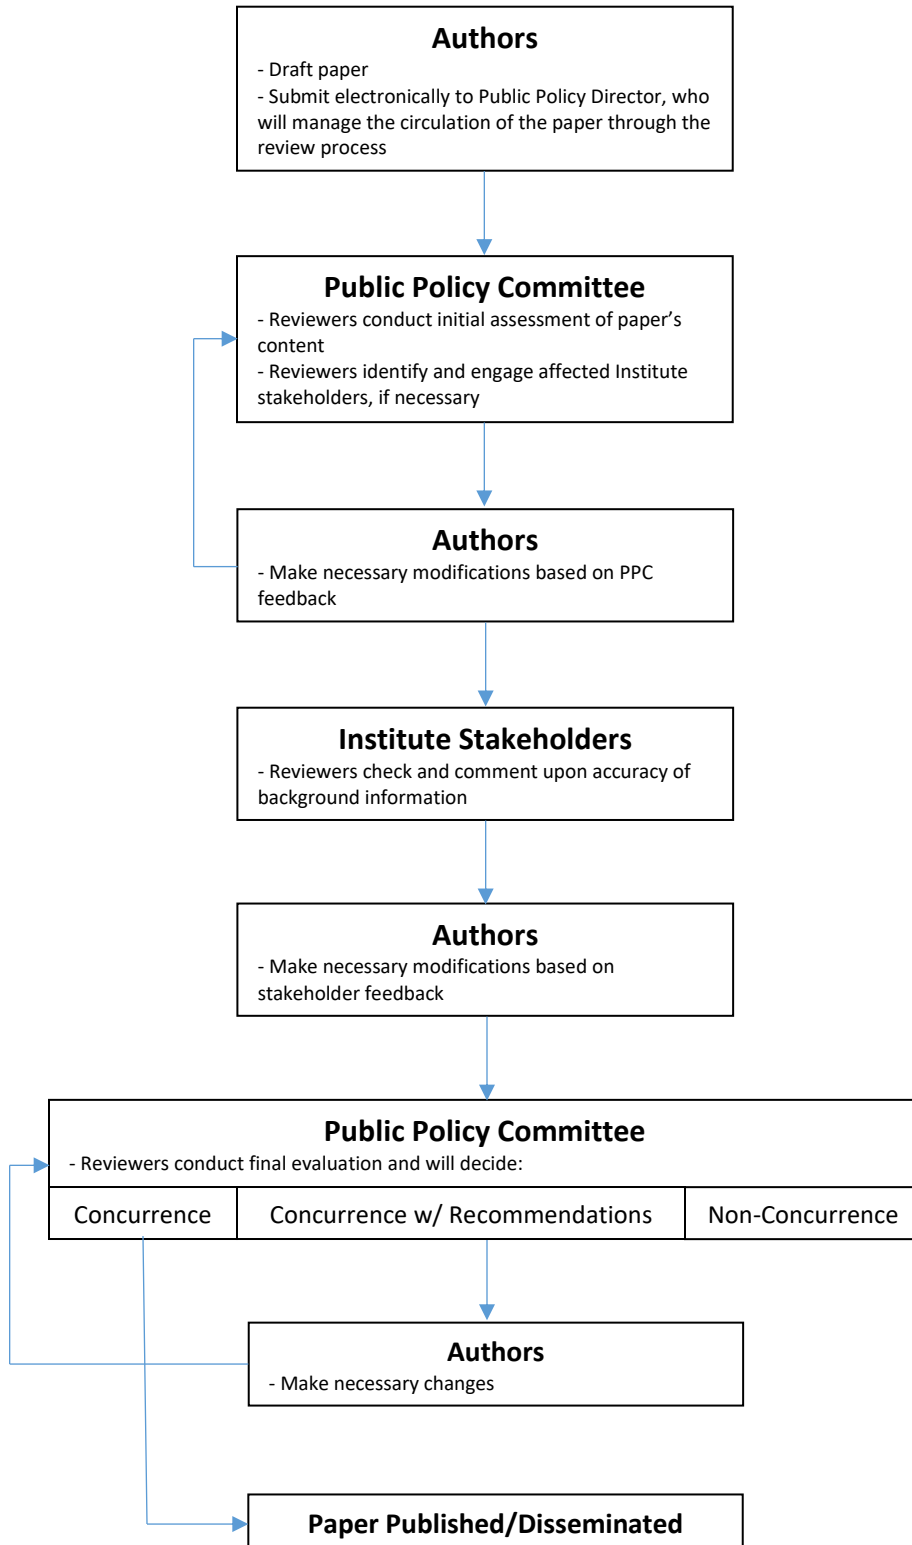 Authors
- Draft paper
- Submit electronically to Public Policy Director, who
will manage the circulation of the paper through the
review process
Public Policy Committee
- Reviewers conduct initial assessment of paper’s
content
- Reviewers identify and engage affected Institute
stakeholders, if necessary
Authors
- Make necessary modifications based on PPC
feedback
Institute Stakeholders
- Reviewers check and comment upon accuracy of
background information
Authors
- Make necessary modifications based on
stakeholder feedback
Public Policy Committee
- Reviewers conduct final evaluation and will decide:
Concurrence
Concurrence w/ Recommendations
Non-Concurrence
Authors
- Make necessary changes
Paper Published/Disseminated